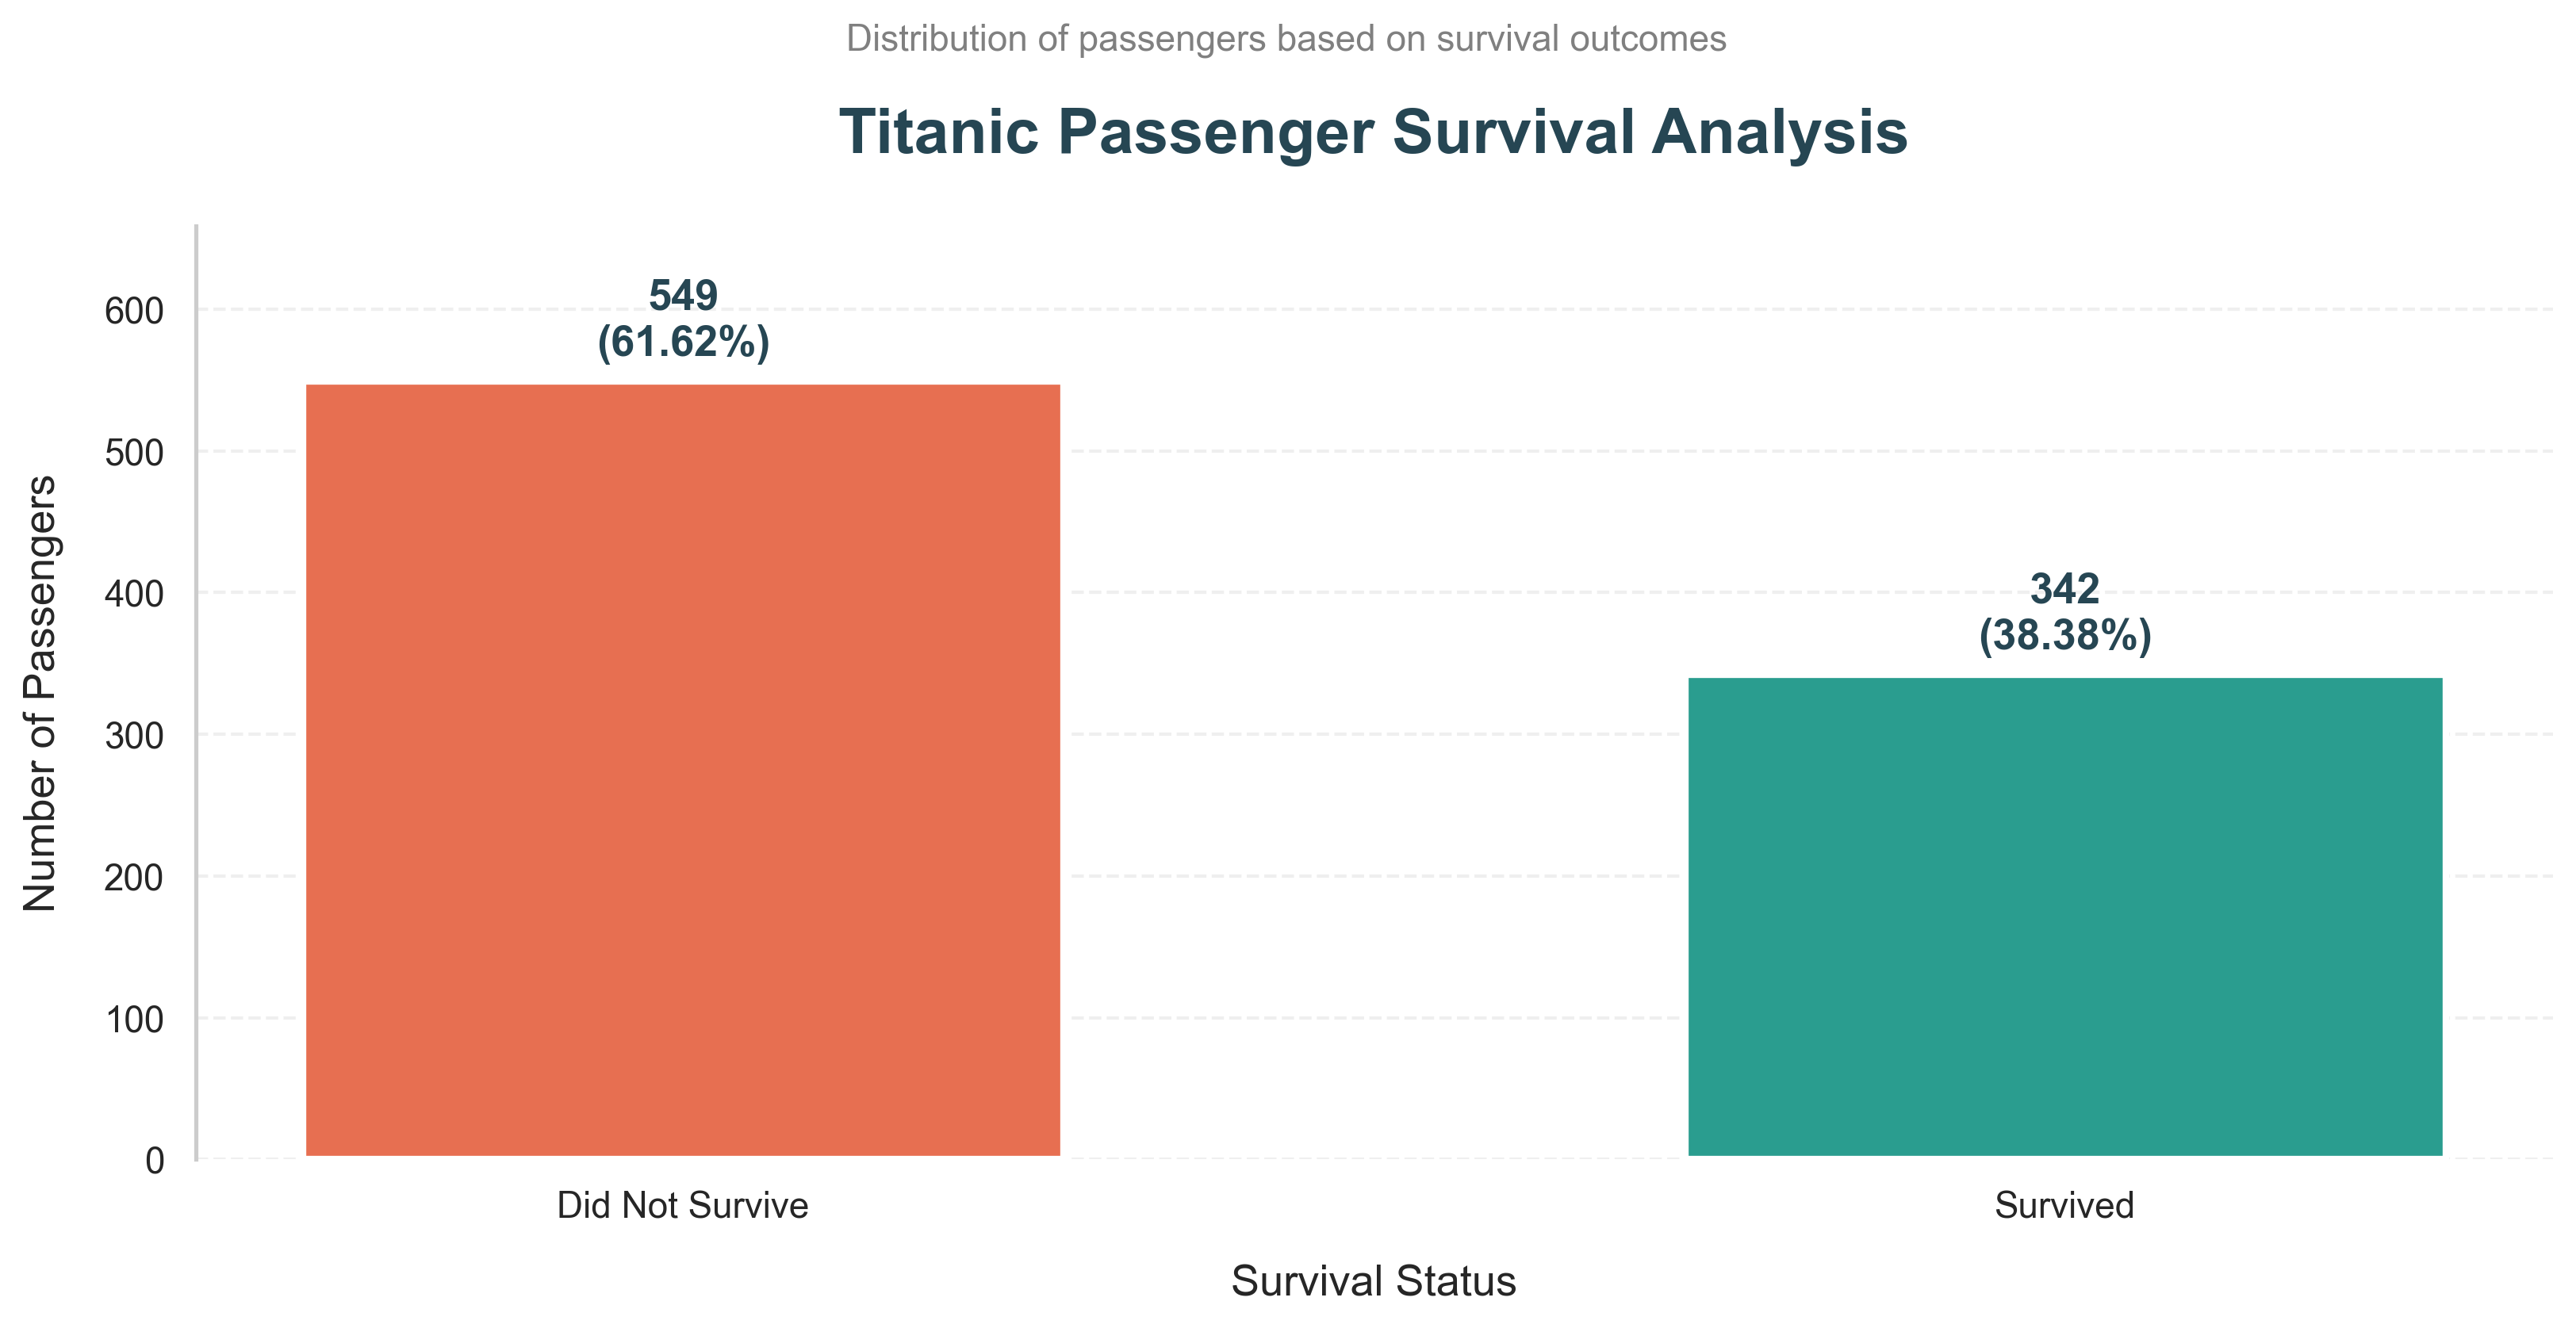 Distribution of passengers based on survival outcomes
Titanic Passenger Survival Analysis
Number of Passengers
600
500
400
300
200
100
0
549
(61.62%)
342
(38.38%)
Did Not Survive
Survived
Survival Status